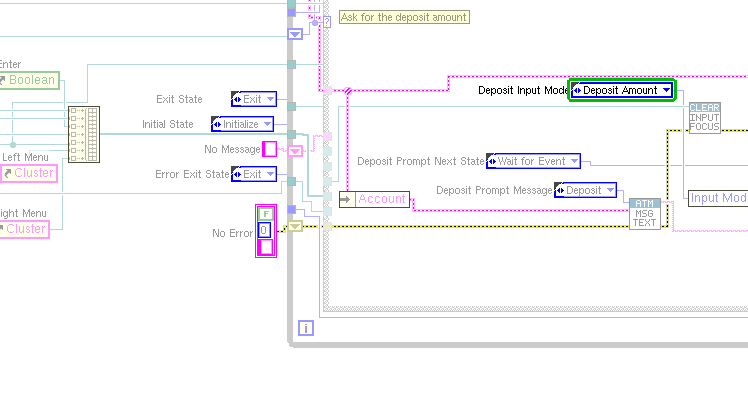 Ask for the deposit amount
?
Enter
Boolean
Deposit Input Mode
Deposit Amount
Exit State
Exit
CLEAR
INPUT
FOCUS
Initial State
Initialize
No Message
Left Menu
Cluster
Deposit Prompt Next State
Wait for Event
Error Exit State
Exit
Deposit Prompt Message
Deposit
Account
Input Mod
ATM
MSG
TEXT
ight Menu
Cluster
F
0
No Error
i